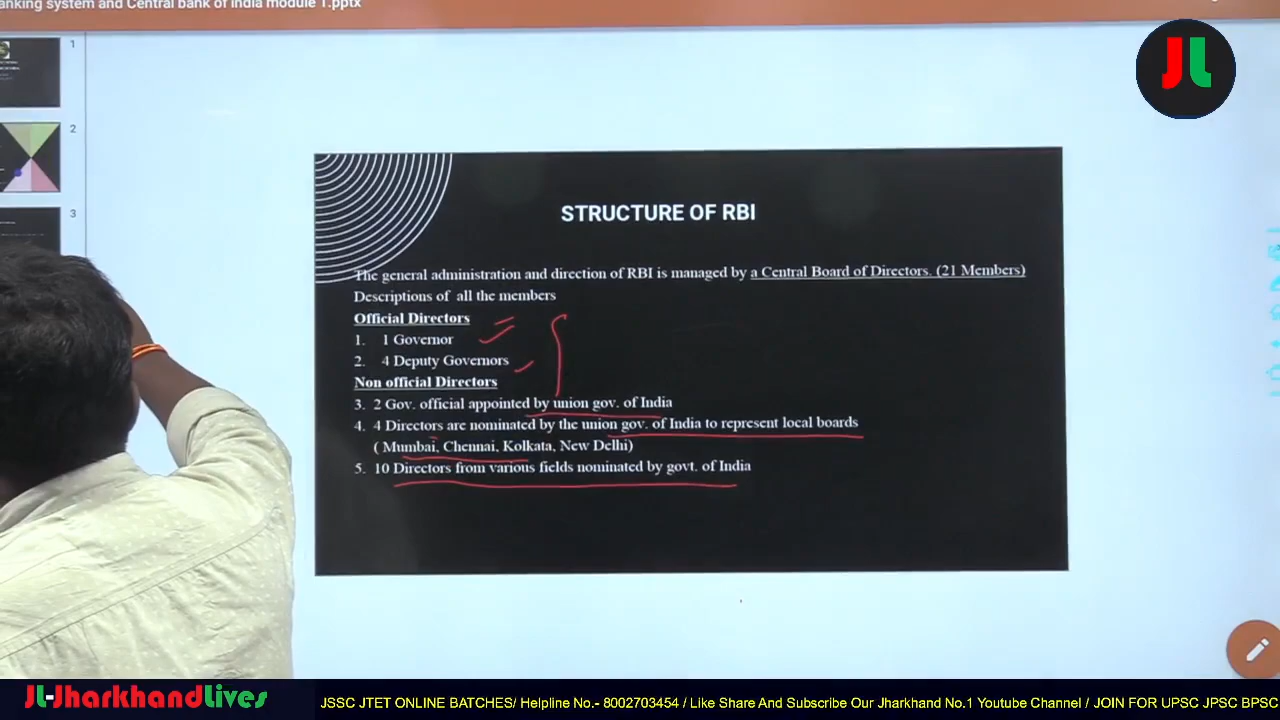 anking system and Central bank of India module 1.pptx
1
JL
2
3
STRUCTURE OF RBI
The general administration and direction of RBI is managed by a Central Board of Directors. (21 Members)
Descriptions of all the members
Official Directors
1. 1 Governor
2. 4 Deputy Governors
Non official Directors
3. 2 Gov. official appointed by union gov. of India
4. 4 Directors are nominated by the union gov. of India to represent local boards
( Mumbai, Chennai, Kolkata, New Delhi)
5. 10 Directors from various fields nominated by govt. of India
JL-JharkhandLives
JSSC JTET ONLINE BATCHES/ Helpline No.- 8002703454 / Like Share And Subscribe Our Jharkhand No.1 Youtube Channel / JOIN FOR UPSC JPSC BPSC